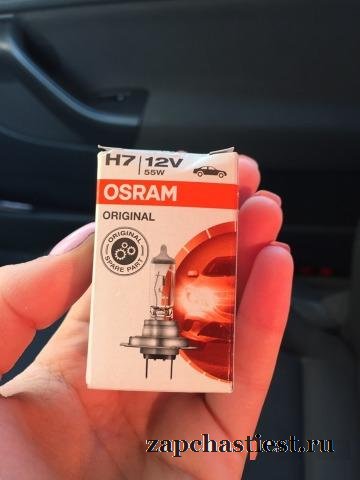 H7 12V
55W
OSRAM
ORIGINAL
ORIGINAL
SPARE PART
zapchastiest.ru